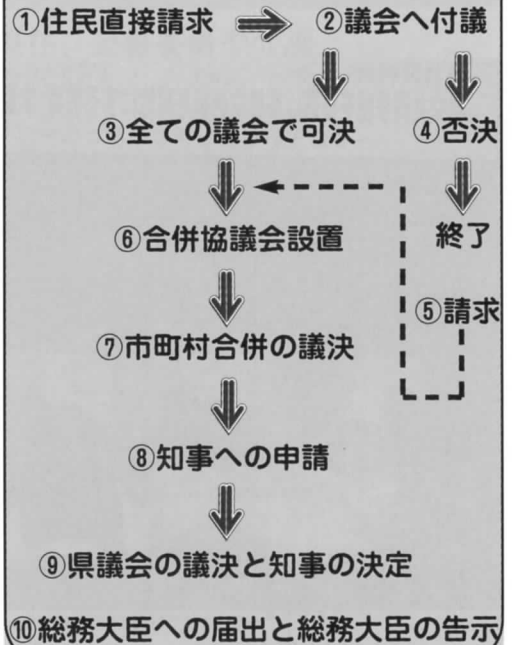 ①住民直接請求 ②議会へ付議
③全ての議会で可決 ④否決
⑥合併協議会設置 終了
⑤請求
⑦市町村合併の議決
⑧知事への申請
⑨県議会の議決と知事の決定
⑩総務大臣への届出と総務大臣の告示